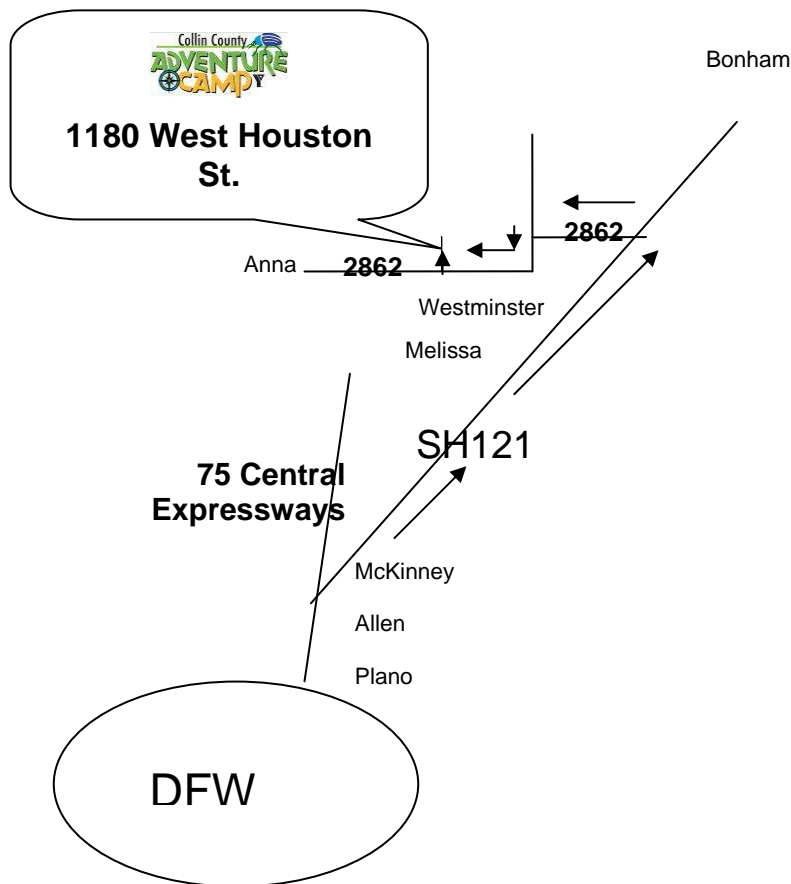 Collin County
ADVENTURE
CAMP Y
1180 West Houston
St.
Bonham
2862
Anna
2862
Westminster
Melissa
SH121
75 Central
Expressways
McKinney
Allen
Plano
DFW